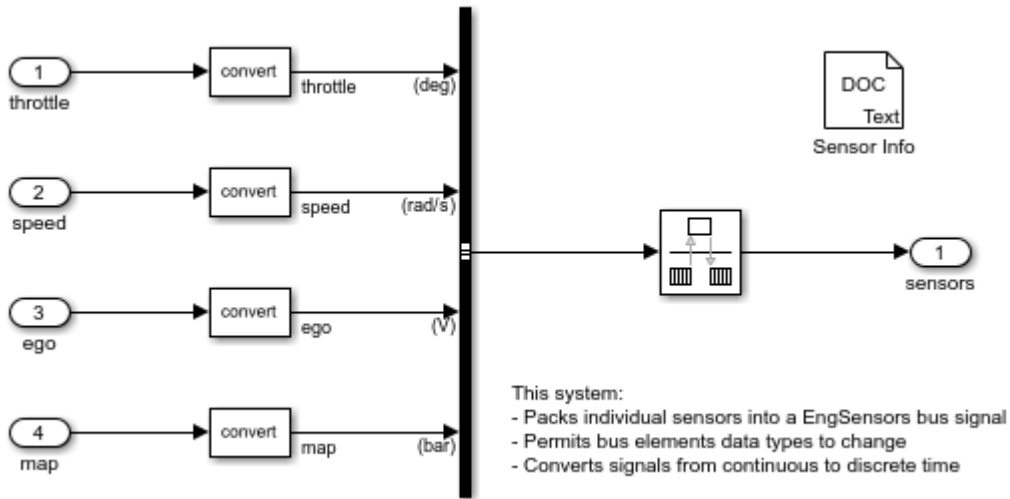 1
throttle
convert
throttle
(deg)
2
speed
convert
speed
(rad/s)
3
ego
convert
ego
(V)
4
map
convert
map
(bar)
DOC
Text
Sensor Info
1
sensors
This system:
- Packs individual sensors into a EngSensors bus signal
- Permits bus elements data types to change
- Converts signals from continuous to discrete time